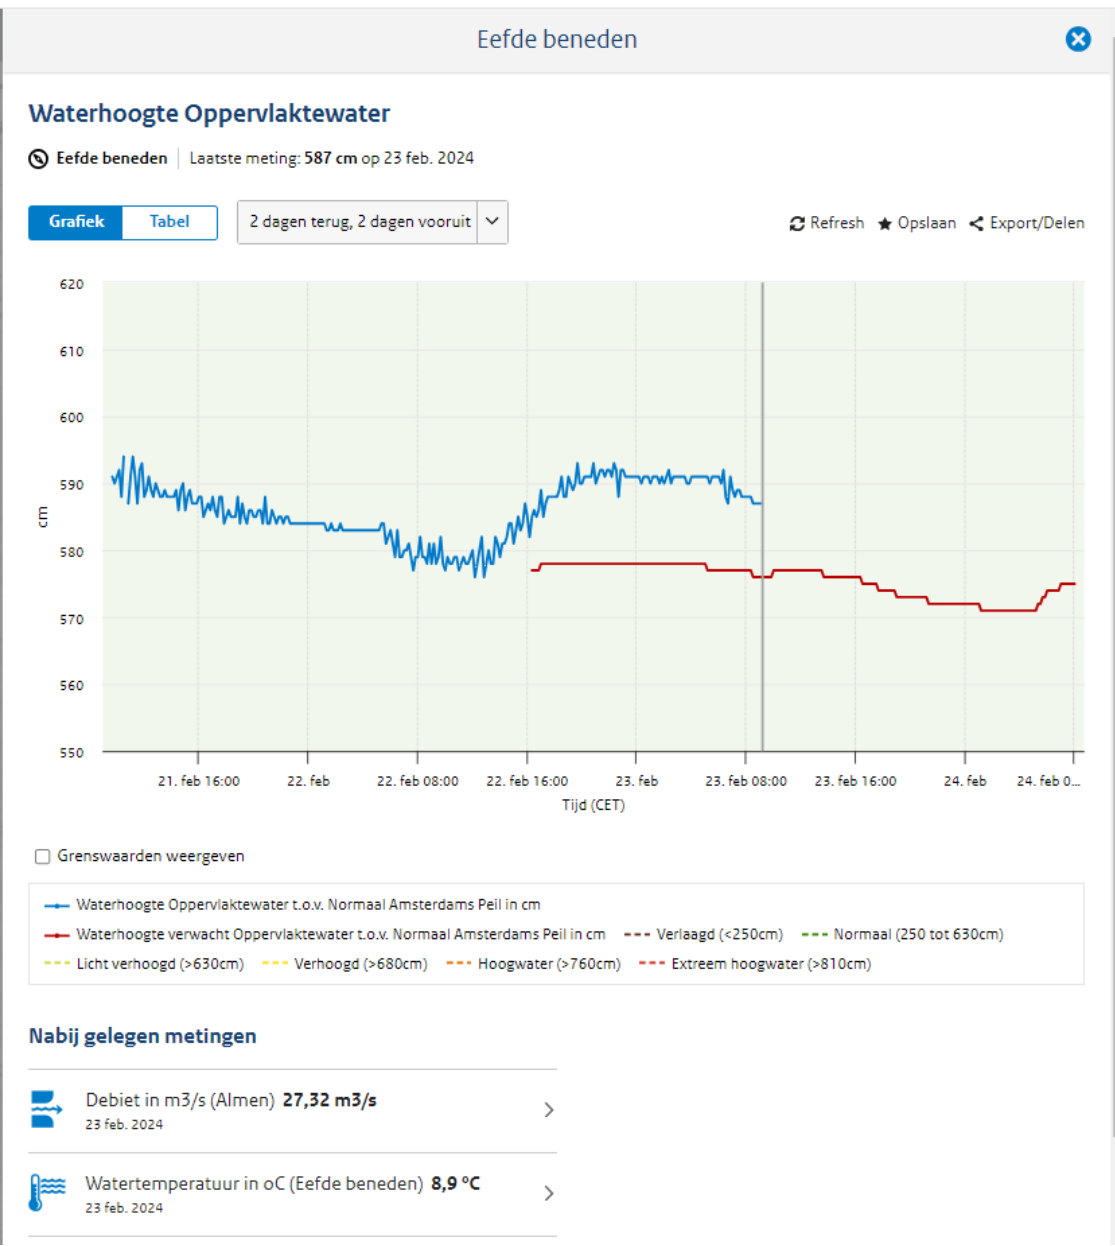 Eefde beneden
Waterhoogte Oppervlaktewater
Eefde beneden Laatste meting: 587 cm op 23 feb. 2024
Grafiek Tabel 2 dagen terug, 2 dagen vooruit Refresh Opslaan Export/Delen
620
610
600
590
580
570
560
550
cm
21. feb 16:00 22. feb 22. feb 08:00 22. feb 16:00 23. feb 23. feb 08:00 23. feb 16:00 24. feb 24. feb 0...
Tijd (CET)
Grenswaarden weergeven
Waterhoogte Oppervlaktewater t.o.v. Normaal Amsterdams Peil in cm
Waterhoogte verwacht Oppervlaktewater t.o.v. Normaal Amsterdams Peil in cm Verlaagd (<250cm) Normaal (250 tot 630cm)
Licht verhoogd (>630cm) Verhoogd (>680cm) Hoogwater (>760cm) Extreem hoogwater (>810cm)
Nabij gelegen metingen
Debiet in m3/s (Almen) 27,32 m3/s
23 feb. 2024
Watertemperatuur in oC (Eefde beneden) 8,9 °C
23 feb. 2024